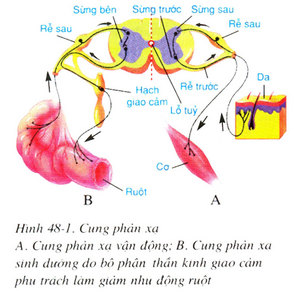 Sừng bên Sừng trước Sừng sau
Rễ sau Rễ sau
Hạch giao cảm
Rễ trước
Lỗ tuỷ
Da
Ruột
Cơ
B A
Hình 48-1. Cung phản xạ
A. Cung phản xạ vận động; B. Cung phản xạ
sinh dưỡng do bộ phận thần kinh giao cảm
phụ trách làm giảm nhu động ruột